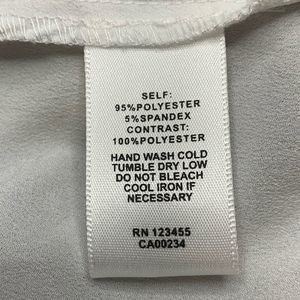 SELF:
95%POLYESTER
5%SPANDEX
CONTRAST:
100%POLYESTER
HAND WASH COLD
TUMBLE DRY LOW
DO NOT BLEACH
COOL IRON IF
NECESSARY
RN 123455
CA00234